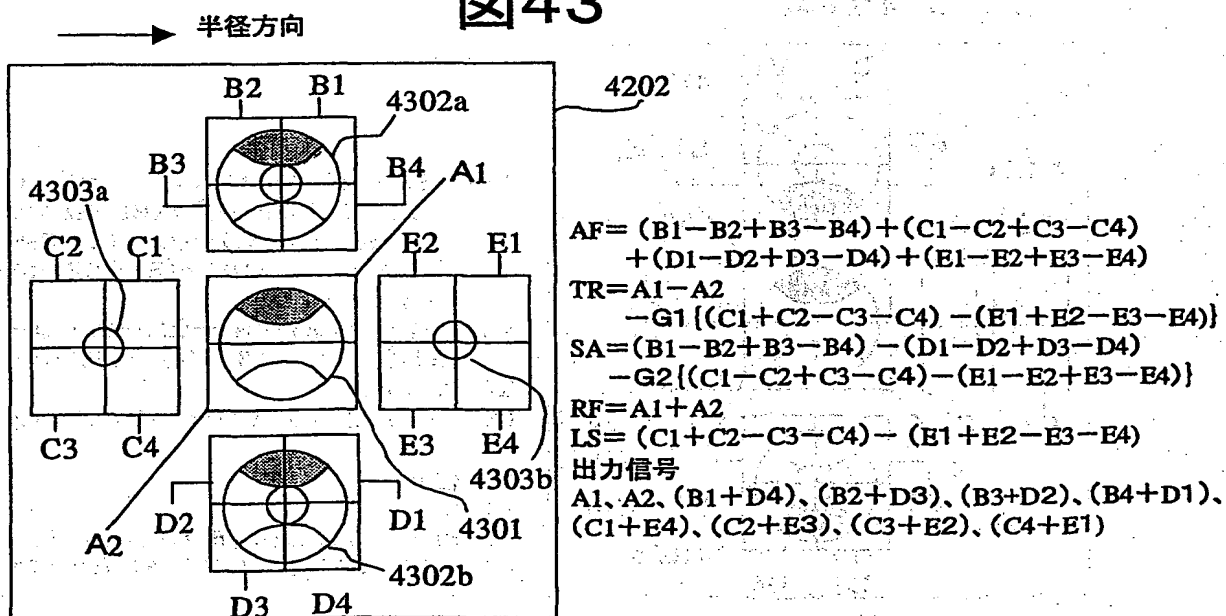 図43
半径方向
4202
B2 B1
4302a
B3 B4 A1
4303a
C2 C1 E2 E1
C3 C4 E3 E4
4303b
D2 D1 4301
A2
4302b
D3 D4
AF= (B1−B2+B3−B4)+(C1−C2+C3−C4)
+(D1−D2+D3−D4)+(E1−E2+E3−E4)
TR=A1−A2
−G1{(C1+C2−C3−C4) −(E1+E2−E3−E4)}
SA=(B1−B2+B3−B4) −(D1−D2+D3−D4)
−G2{(C1−C2+C3−C4)−(E1−E2+E3−E4)}
RF=A1+A2
LS= (C1+C2−C3−C4)− (E1+E2−E3−E4)
出力信号
A1、A2、(B1+D4)、(B2+D3)、(B3+D2)、(B4+D1)、
(C1+E4)、(C2+E3)、(C3+E2)、(C4+E1)